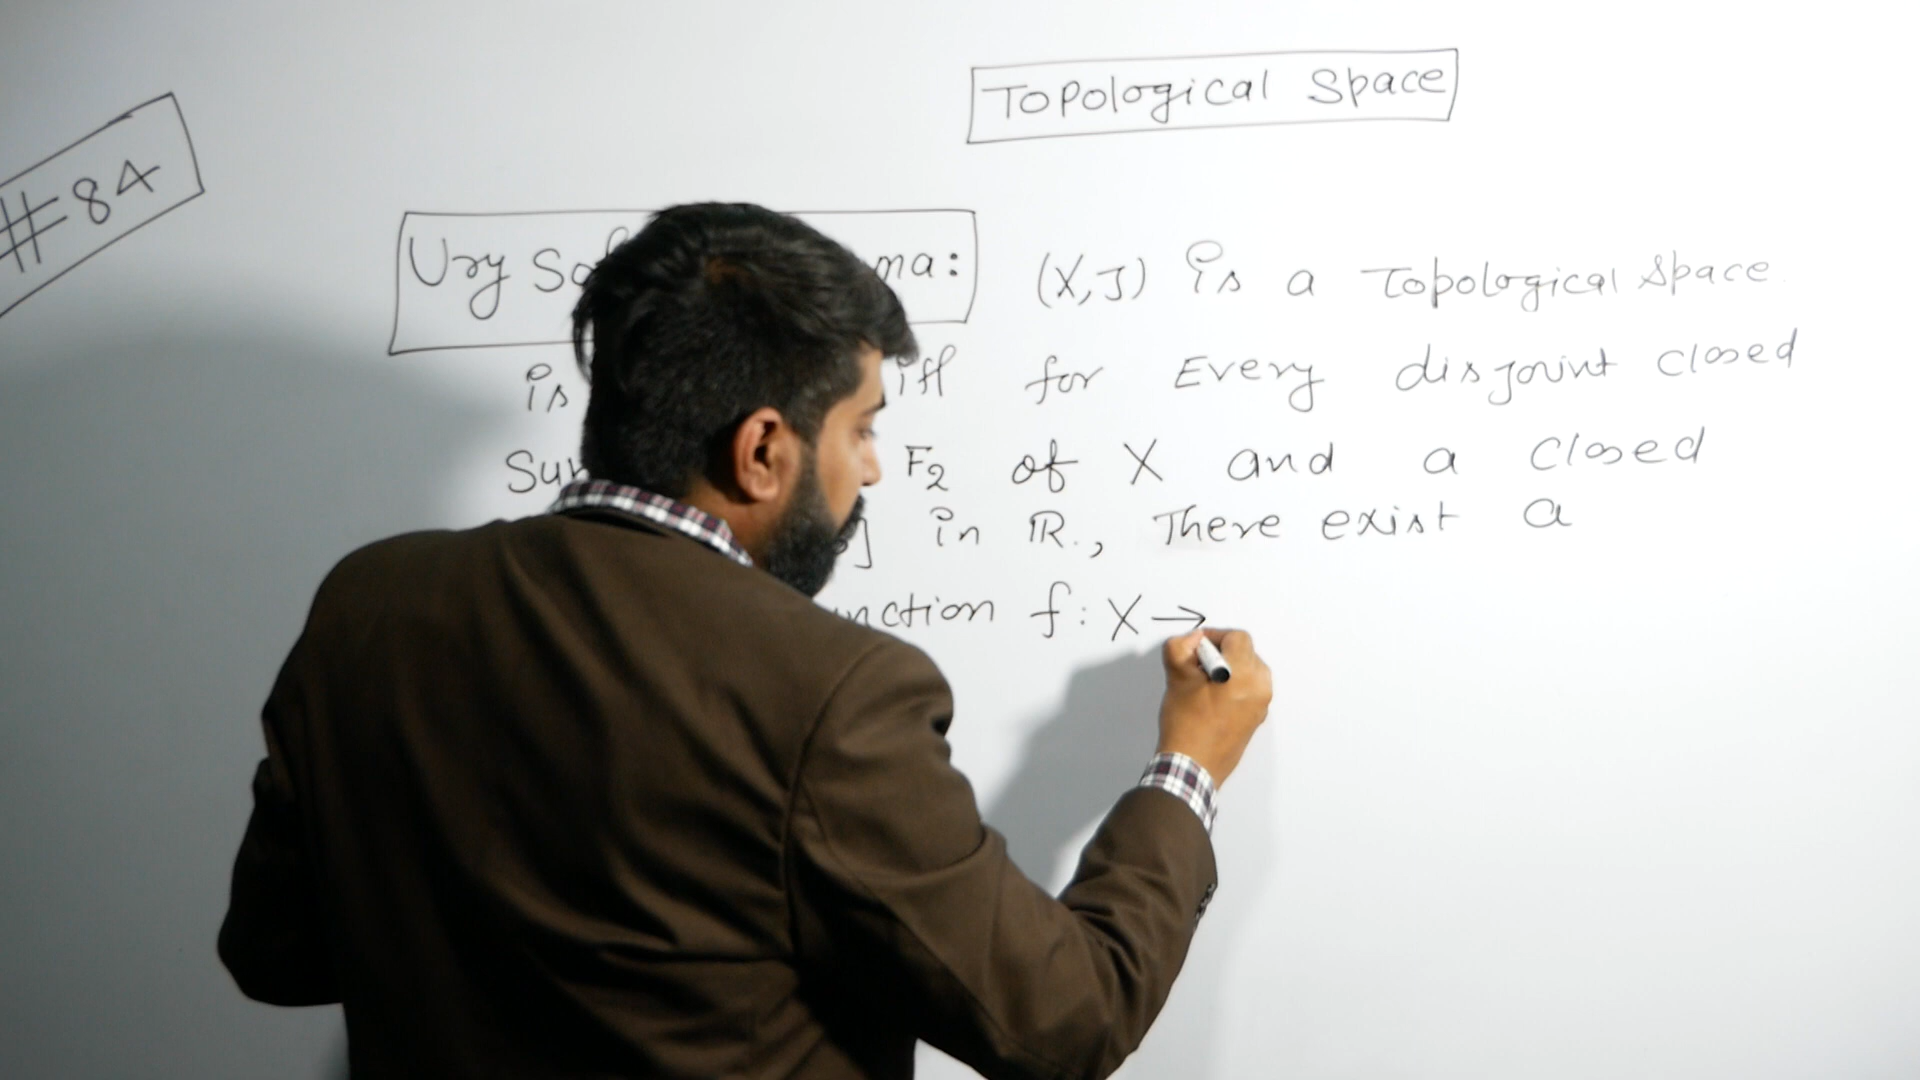 Topological Space
#84
Ury ma: (X,J) is a Topological Space
is iff for Every disjoint closed
F2 of X and a closed
] in R., There exist a
nction f: X →